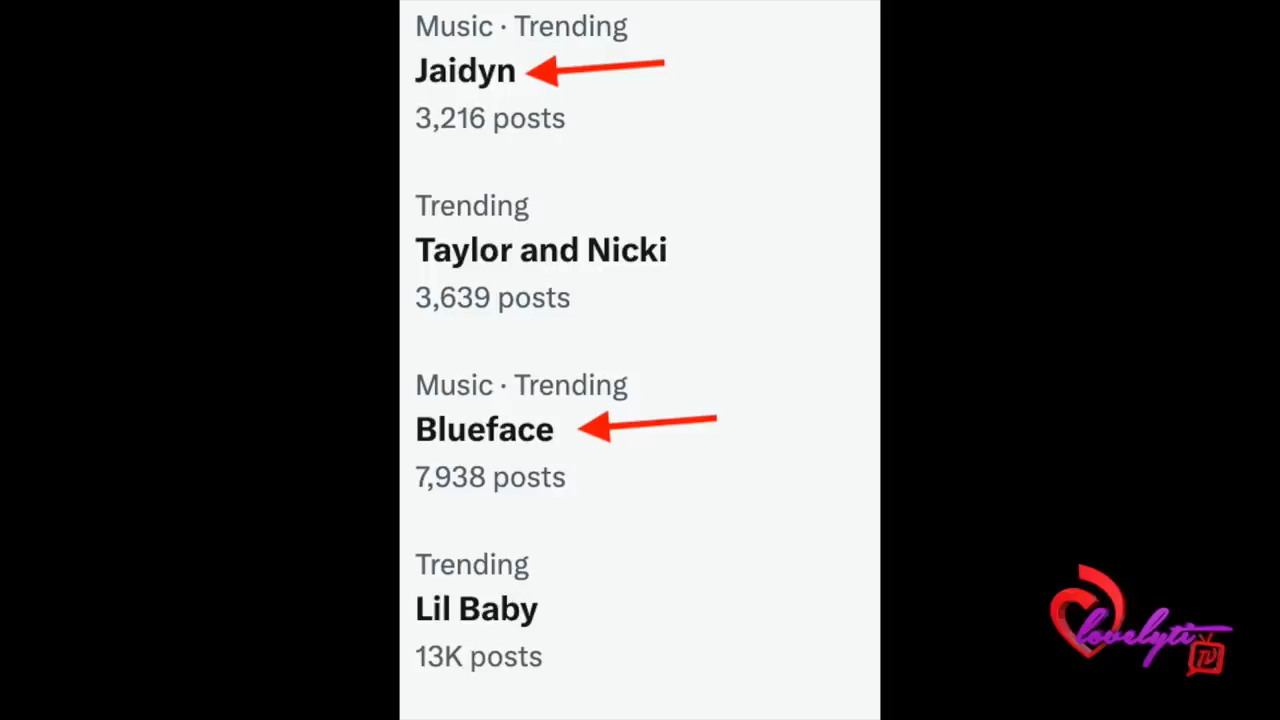 Music · Trending
Jaidyn
3,216 posts
Trending
Taylor and Nicki
3,639 posts
Music · Trending
Blueface
7,938 posts
Trending
Lil Baby
13K posts
lovelyti
TV